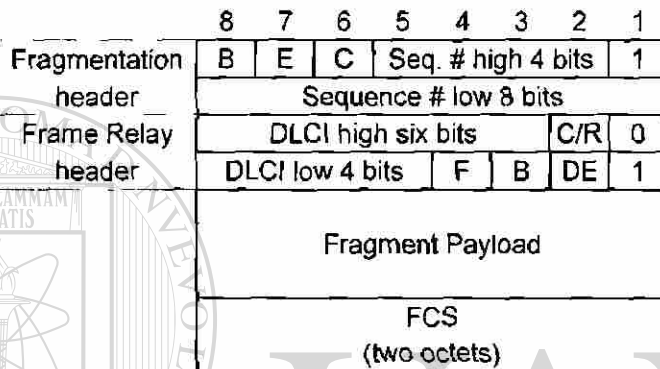 8 7 6 5 4 3 2 1
Fragmentation B E C Seq. # high 4 bits 1
header Sequence # low 8 bits
Frame Relay DLCI high six bits C/R 0
header DLCI low 4 bits F B DE 1
Fragment Payload
FCS
(two octets)